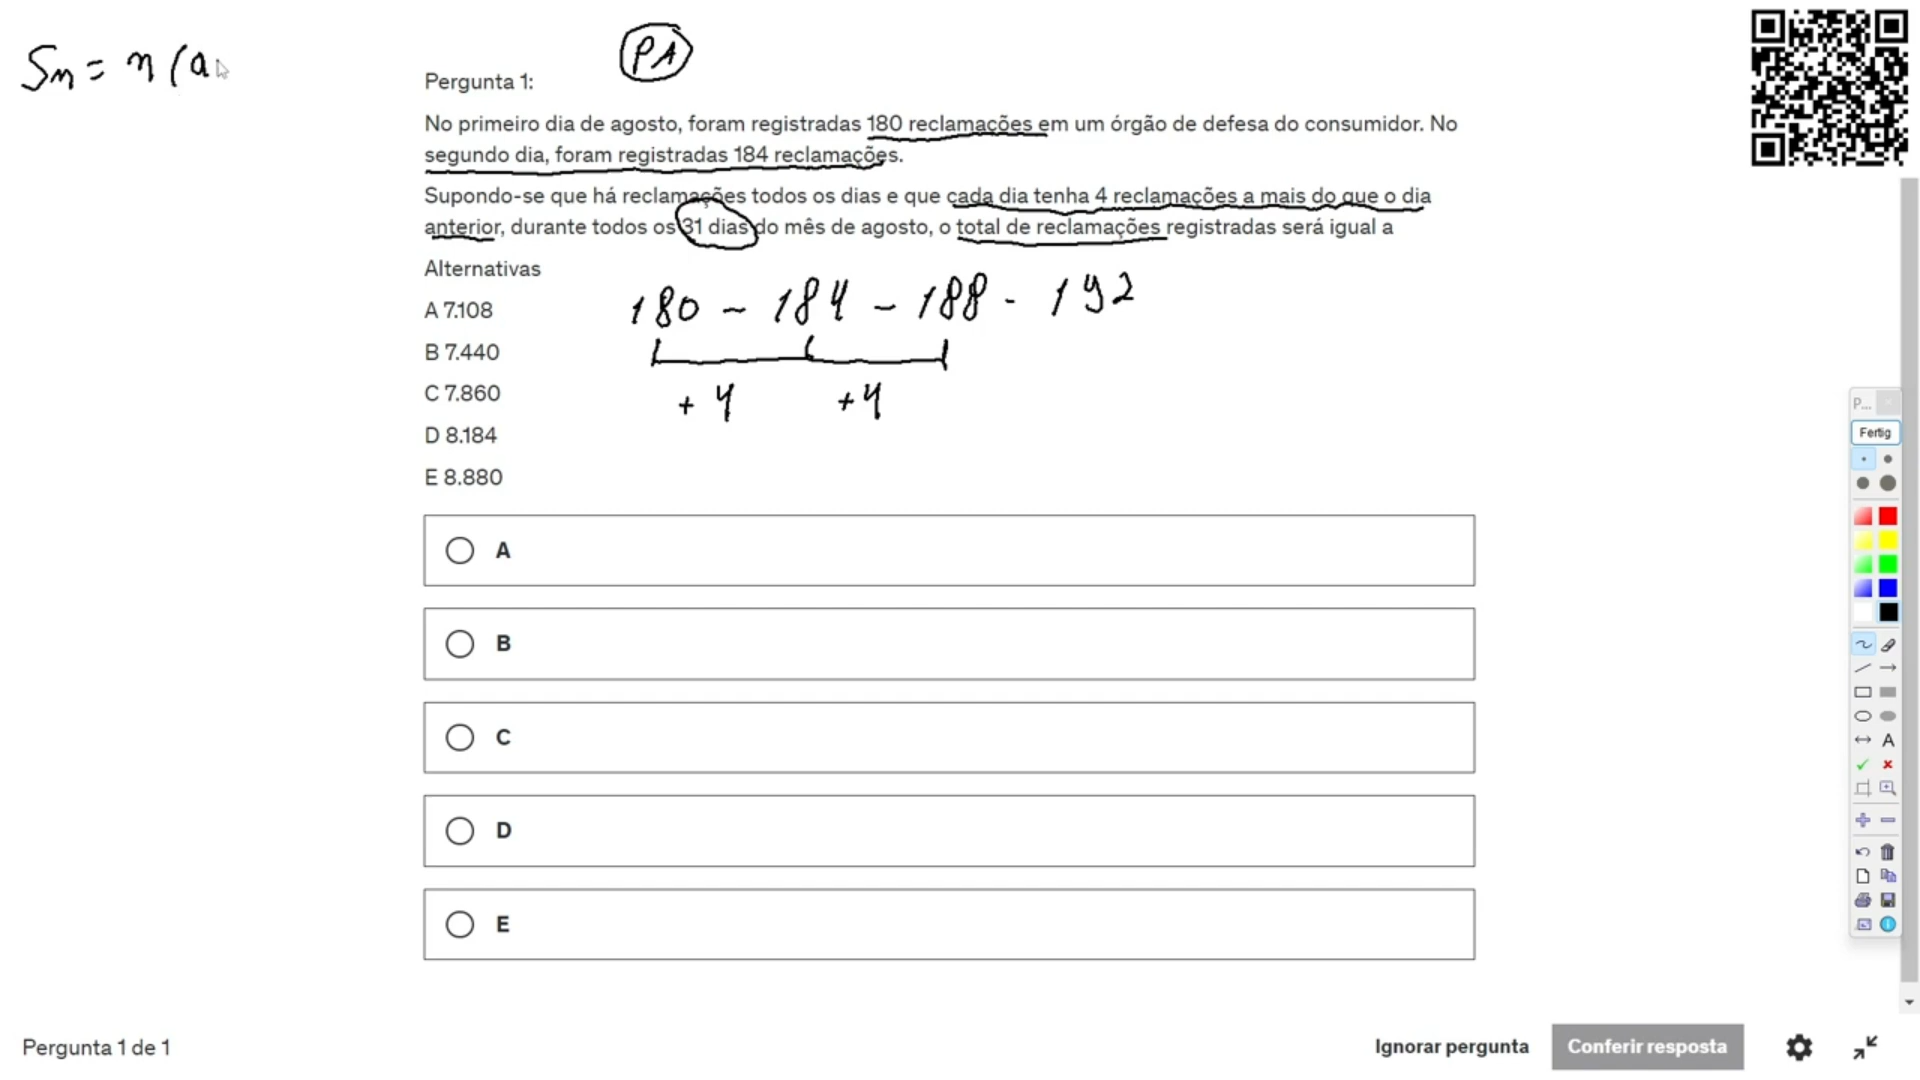 Sn = n (a
PA
Pergunta 1:
No primeiro dia de agosto, foram registradas 180 reclamações em um órgão de defesa do consumidor. No
segundo dia, foram registradas 184 reclamações.
Supondo-se que há reclamações todos os dias e que cada dia tenha 4 reclamações a mais do que o dia
anterior, durante todos os 31 dias do mês de agosto, o total de reclamações registradas será igual a
Alternativas
A 7.108
B 7.440
C 7.860
D 8.184
E 8.880
180 - 184 - 188 - 192
+4 +4
A
B
C
D
E
P...
Fertig
A
Pergunta 1 de 1
Ignorar pergunta
Conferir resposta